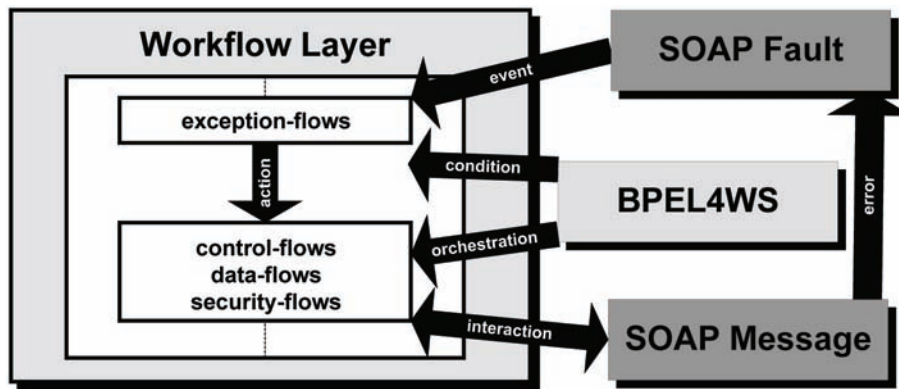 Workflow Layer
SOAP Fault
event
exception-flows
condition
action
BPEL4WS
error
orchestration
control-flows
data-flows
security-flows
interaction
SOAP Message